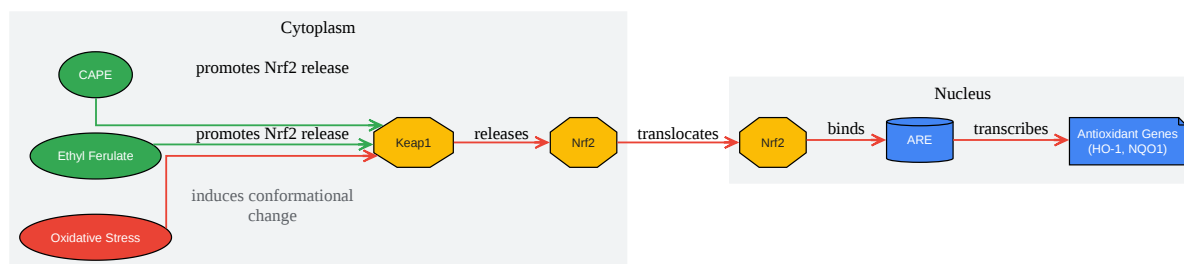 Cytoplasm
CAPE
promotes Nrf2 release
promotes Nrf2 release
Ethyl Ferulate
induces conformational
change
Oxidative Stress
Keap1
releases
Nrf2
translocates
Nucleus
Nrf2
binds
ARE
transcribes
Antioxidant Genes
(HO-1, NQO1)